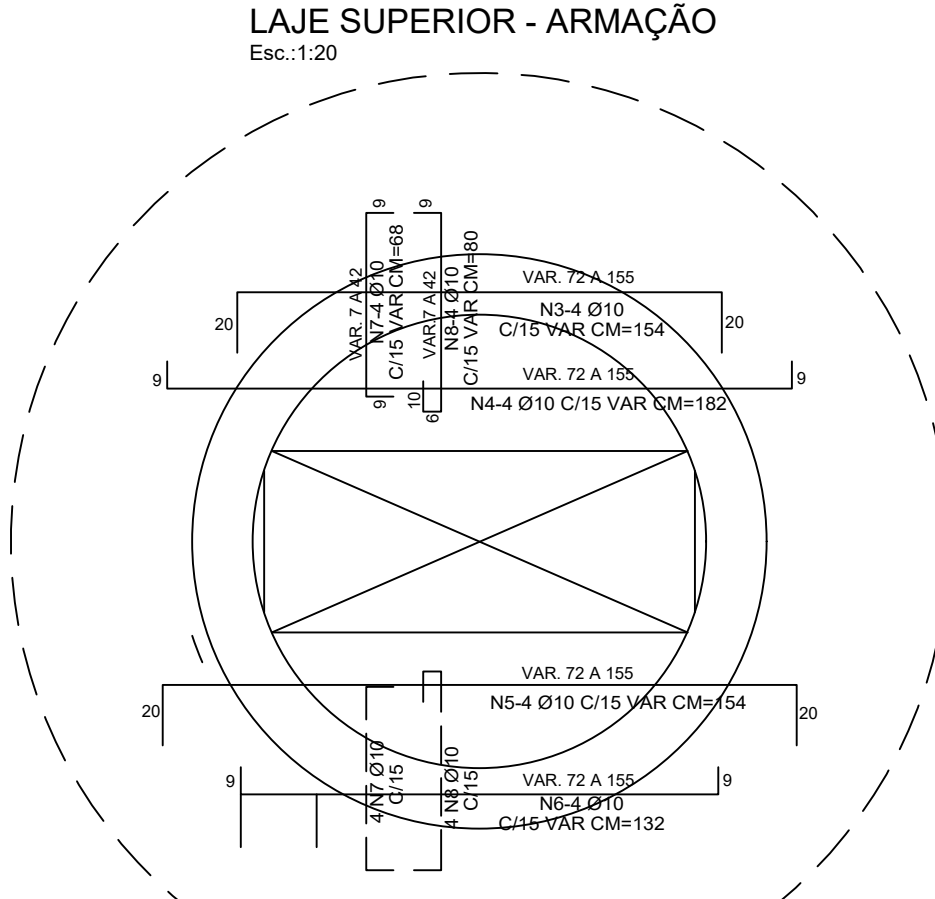 LAJE SUPERIOR - ARMAÇÃO
Esc.:1:20
9
9
VAR. 7 A 42
N7-4 Ø10
C/15 VAR CM=68
VAR.7 A 42
N8-4 Ø10
C/15 VAR CM=80
VAR. 72 A 155
20
N3-4 Ø10
C/15 VAR CM=154
20
9
VAR. 72 A 155
9
9
10
6
N4-4 Ø10 C/15 VAR CM=182
VAR. 72 A 155
N5-4 Ø10 C/15 VAR CM=154
20
20
4 N7 Ø10
C/15
4 N8 Ø10
C/15
9
VAR. 72 A 155
9
N6-4 Ø10
C/15 VAR CM=132